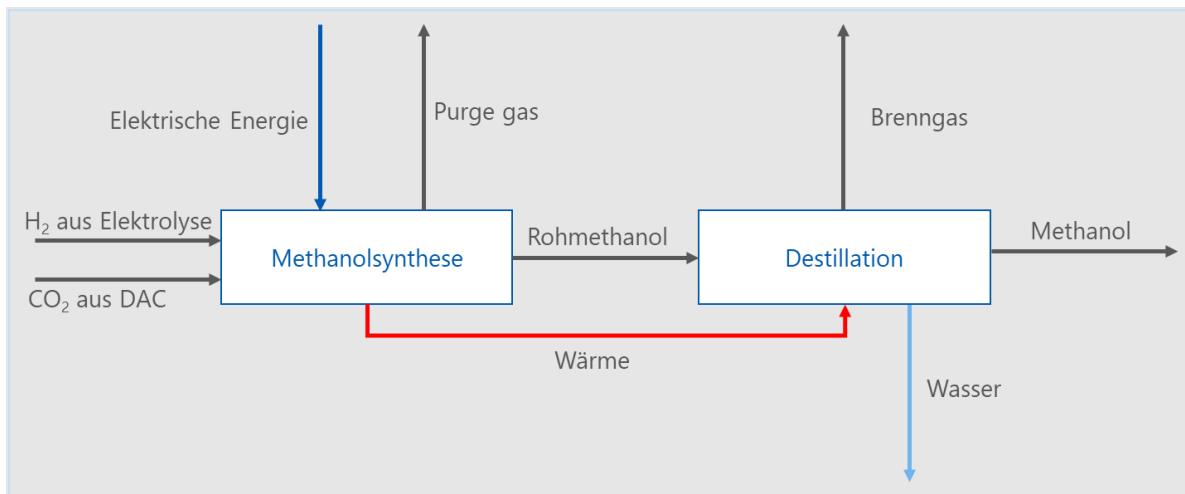 Elektrische Energie
Purge gas
Brenngas
H₂ aus Elektrolyse
CO₂ aus DAC
Methanolsynthese
Rohmethanol
Destillation
Methanol
Wärme
Wasser